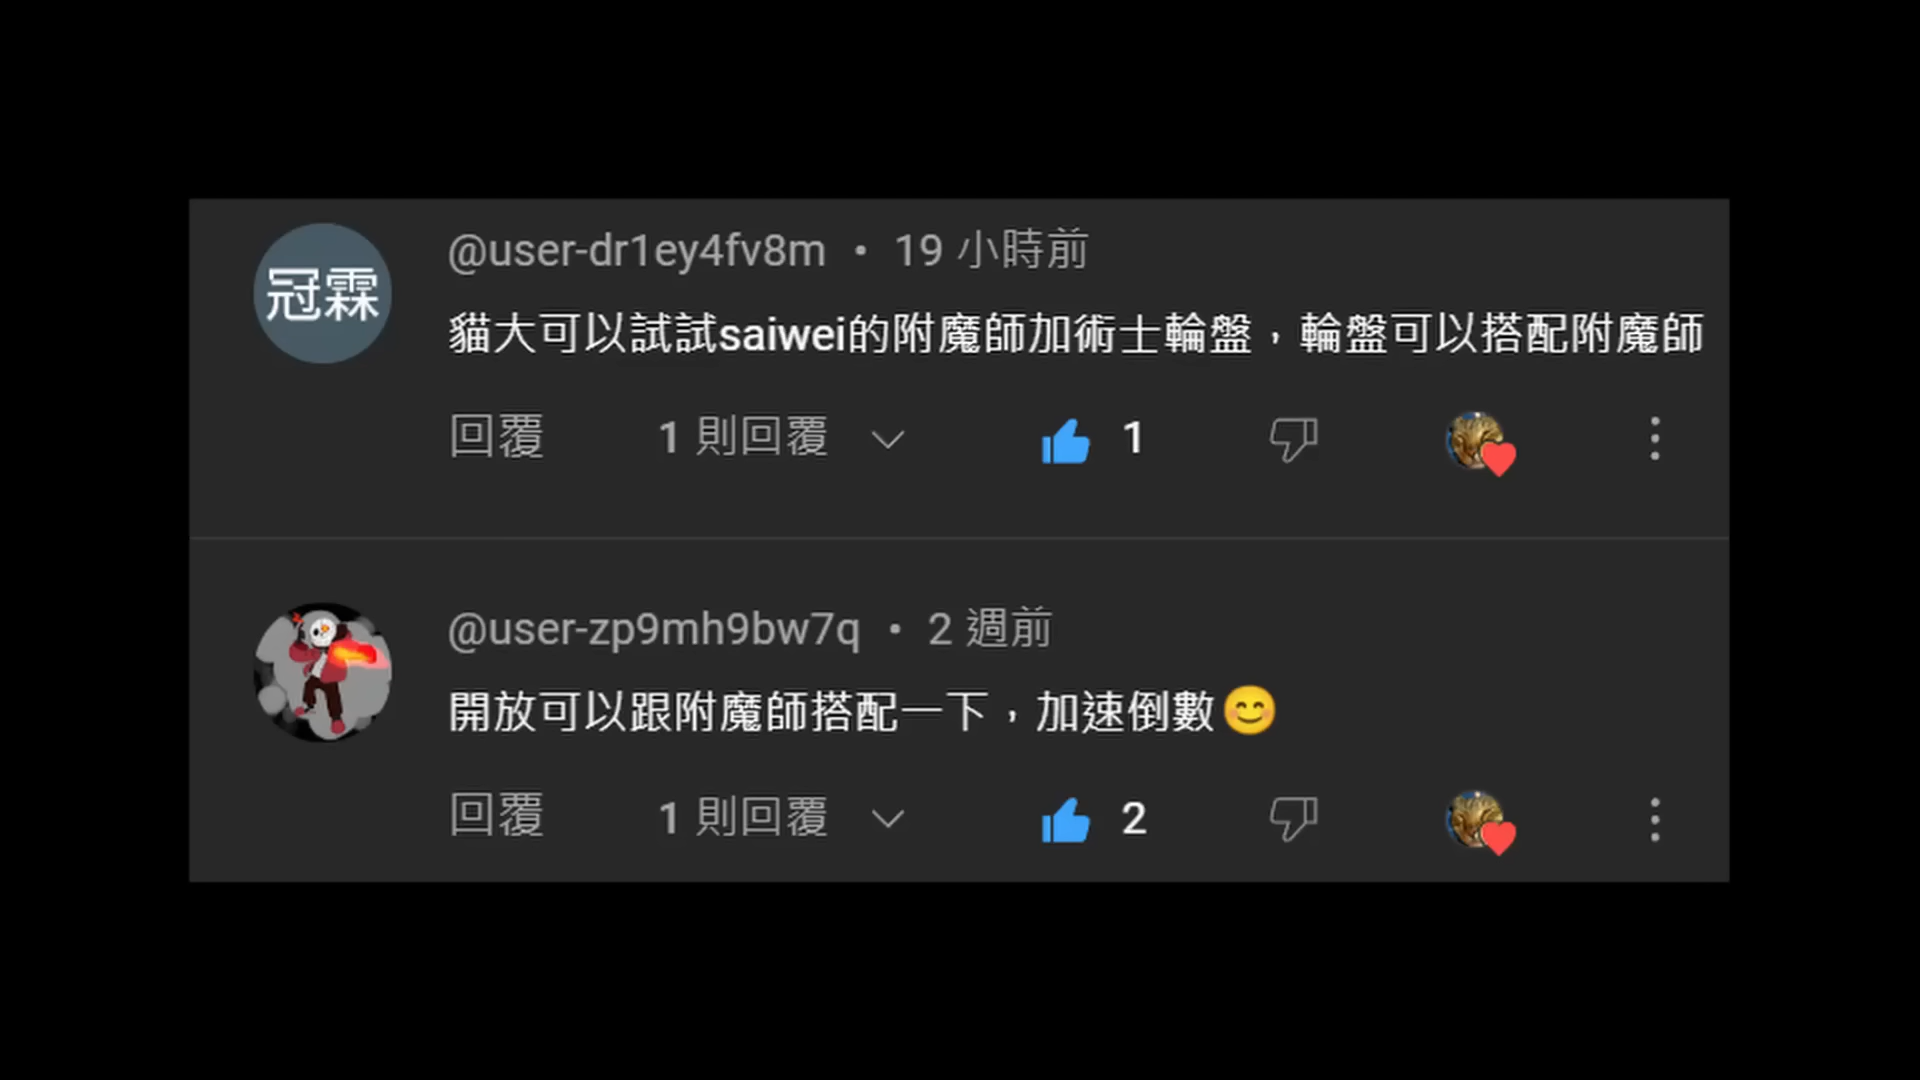 冠霖
@user-dr1ey4fv8m • 19 小時前
貓大可以試試saiwei的附魔師加術士輪盤，輪盤可以搭配附魔師
回覆 1 則回覆 1
@user-zp9mh9bw7q • 2 週前
開放可以跟附魔師搭配一下，加速倒數😊
回覆 1 則回覆 2